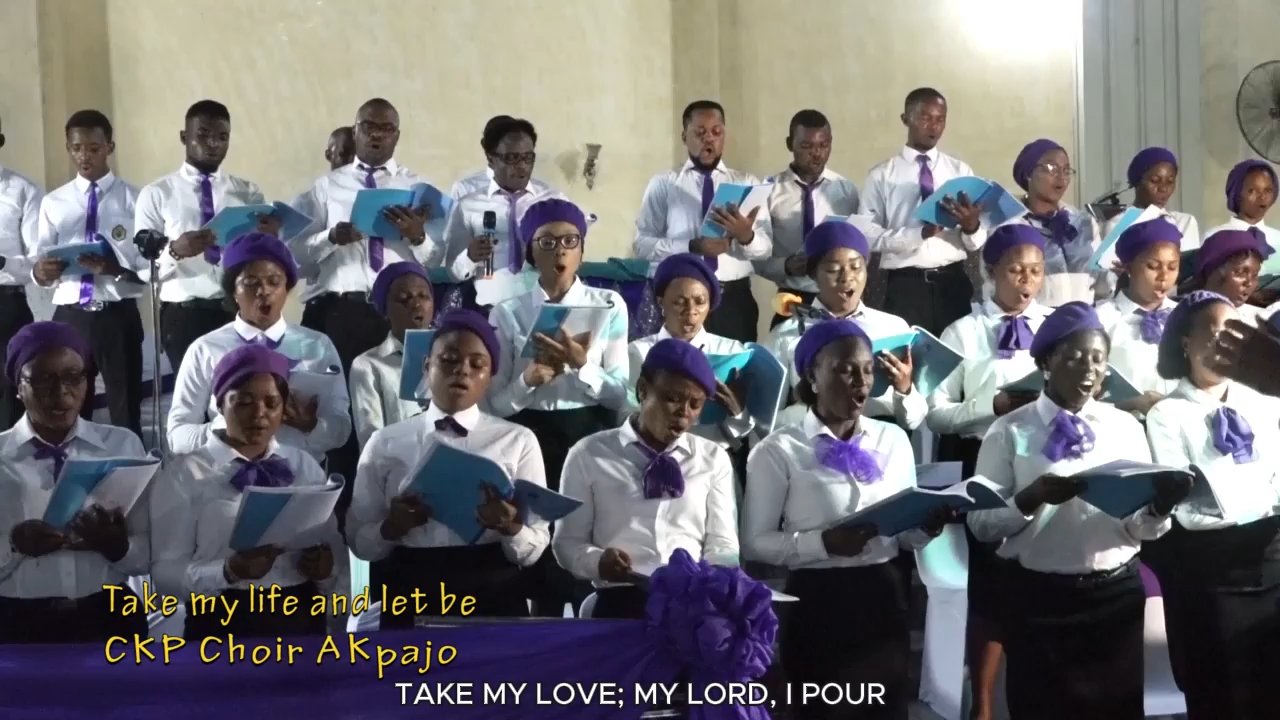 Take my life and let be
CKP Choir AKpajo
TAKE MY LOVE; MY LORD, I POUR